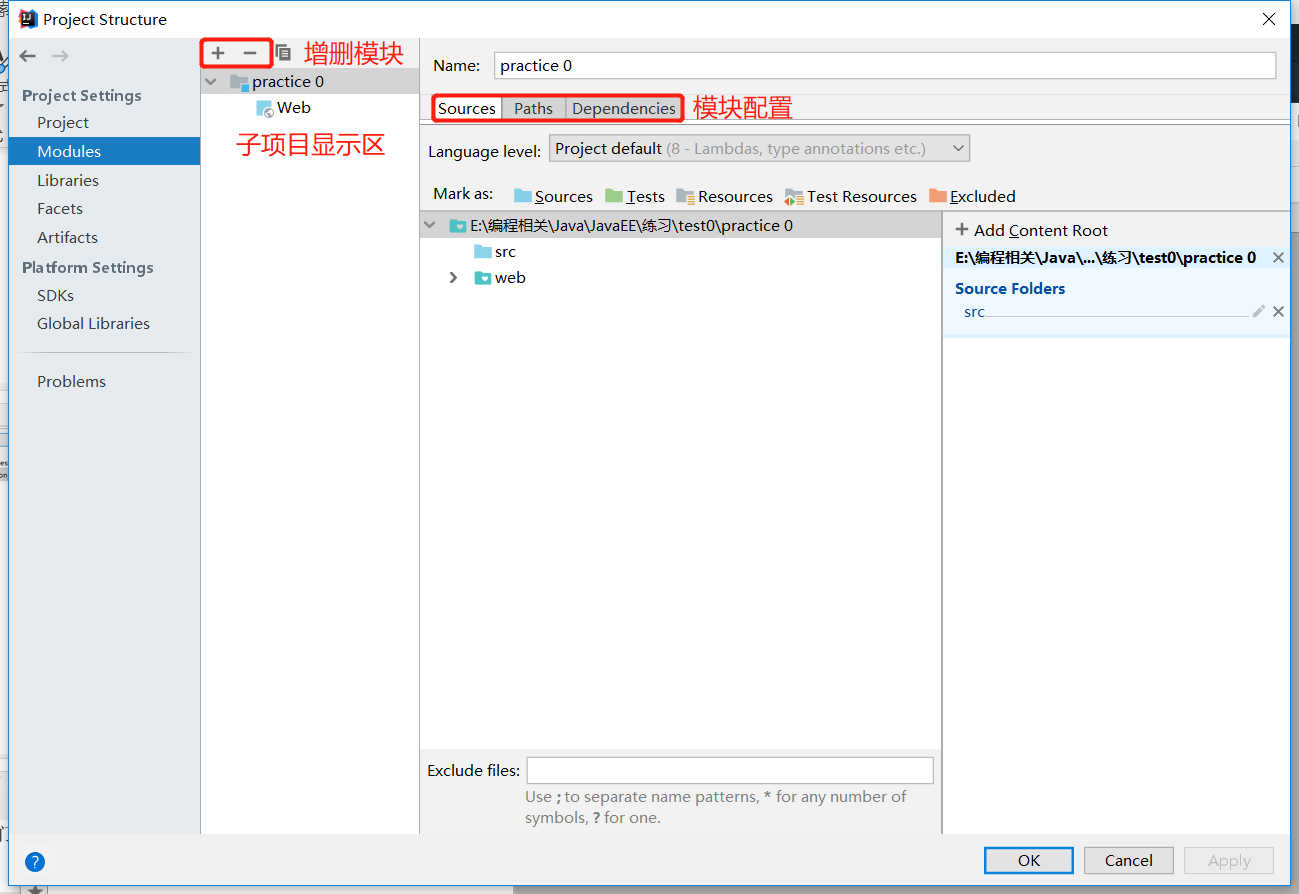 Project Structure
增删模块
Project Settings
Project
Modules
Libraries
Facets
Artifacts
Platform Settings
SDKs
Global Libraries
Problems
practice 0
Web
子项目显示区
Name: practice 0
Sources Paths Dependencies 模块配置
Language level: Project default (8 - Lambdas, type annotations etc.)
Mark as: Sources Tests Resources Test Resources Excluded
E:\编程相关\Java\JavaEE\练习\test0\practice 0
src
web
+ Add Content Root
E:\编程相关\Java\...\练习\test0\practice 0
Source Folders
src
Exclude files:
Use ; to separate name patterns, * for any number of
symbols, ? for one.
?
OK Cancel Apply